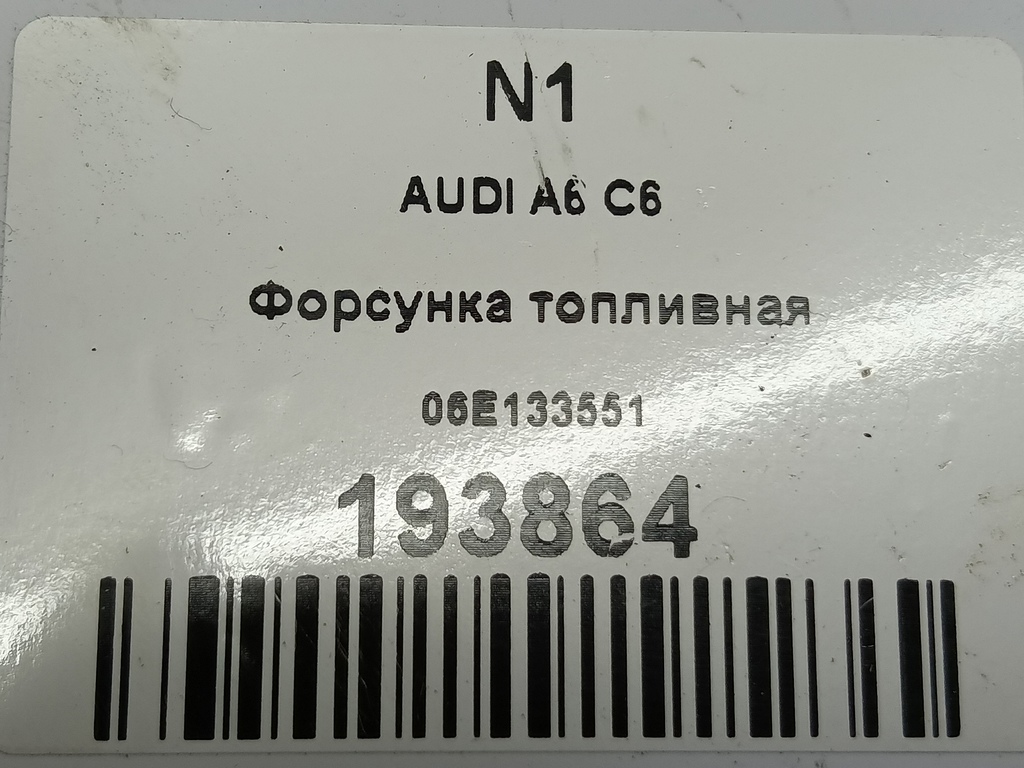 N1
AUDI A6 C6
Форсунка топливная
06E133551
193864